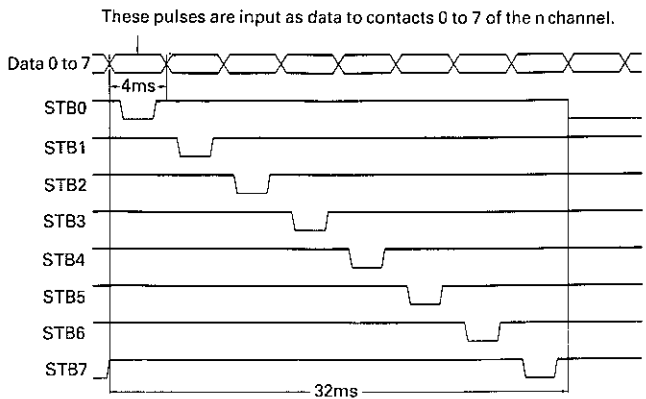 These pulses are input as data to contacts 0 to 7 of the n channel.
Data 0 to 7
4ms
STB0
STB1
STB2
STB3
STB4
STB5
STB6
STB7
32ms